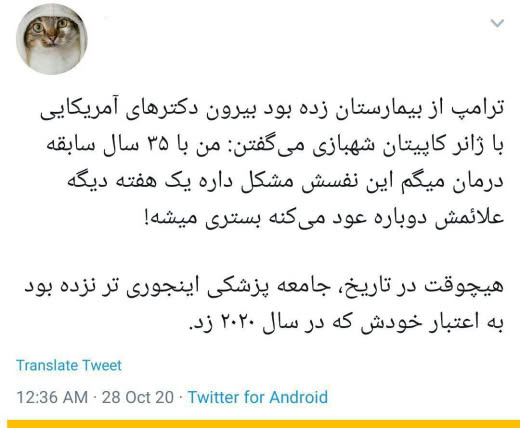 ترامپ از بیمارستان زده بود بیرون دکترهای آمریکایی
با ژانر کاپیتان شهبازی می‌گفتن: من با ۳۵ سال سابقه
درمان میگم این نفسش مشکل داره یک هفته دیگه
علائمش دوباره عود می‌کنه بستری میشه!
هیچوقت در تاریخ، جامعه پزشکی اینجوری تر نزده بود
به اعتبار خودش که در سال ۲۰۲۰ زد.
Translate Tweet
12:36 AM · 28 Oct 20 · Twitter for Android